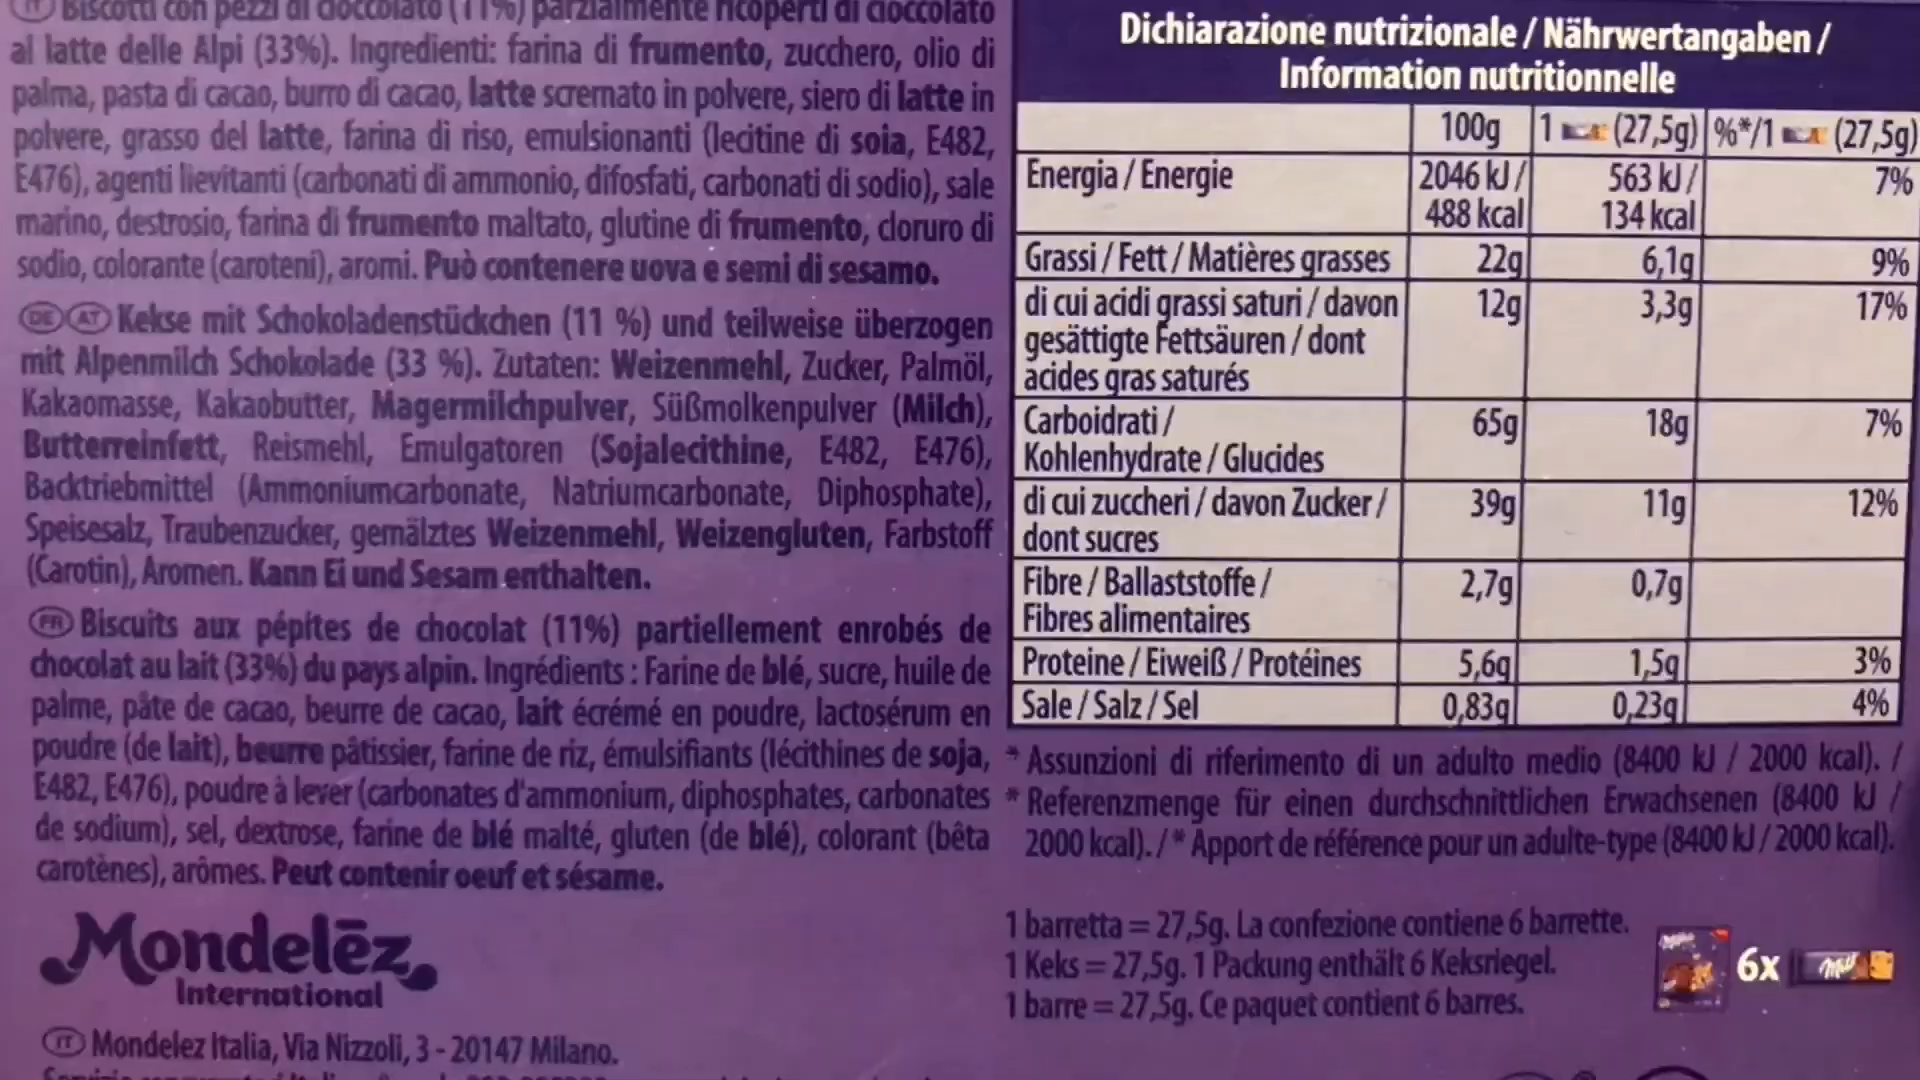 IT Biscotti con pezzi di cioccolato (11%) parzialmente ricoperti di cioccolato
al latte delle Alpi (33%). Ingredienti: farina di frumento, zucchero, olio di
palma, pasta di cacao, burro di cacao, latte scremato in polvere, siero di latte in
polvere, grasso del latte, farina di riso, emulsionanti (lecitine di soia, E482,
E476), agenti lievitanti (carbonati di ammonio, difosfati, carbonati di sodio), sale
marino, destrosio, farina di frumento maltato, glutine di frumento, cloruro di
sodio, colorante (caroteni), aromi. Può contenere uova e semi di sesamo.
DE AT Kekse mit Schokoladenstückchen (11 %) und teilweise überzogen
mit Alpenmilch Schokolade (33 %). Zutaten: Weizenmehl, Zucker, Palmöl,
Kakaomasse, Kakaobutter, Magermilchpulver, Süßmolkenpulver (Milch),
Butterreinfett, Reismehl, Emulgatoren (Sojalecithine, E482, E476),
Backtriebmittel (Ammoniumcarbonate, Natriumcarbonate, Diphosphate),
Speisesalz, Traubenzucker, gemälztes Weizenmehl, Weizengluten, Farbstoff
(Carotin), Aromen. Kann Ei und Sesam enthalten.
FR Biscuits aux pépites de chocolat (11%) partiellement enrobés de
chocolat au lait (33%) du pays alpin. Ingrédients : Farine de blé, sucre, huile de
palme, pâte de cacao, beurre de cacao, lait écrémé en poudre, lactosérum en
poudre (de lait), beurre pâtissier, farine de riz, émulsifiants (lécithines de soja,
E482, E476), poudre à lever (carbonates d'ammonium, diphosphates, carbonates
de sodium), sel, dextrose, farine de blé malté, gluten (de blé), colorant (bêta
carotènes), arômes. Peut contenir oeuf et sésame.
Mondelēz
International
IT Mondelez Italia, Via Nizzoli, 3 - 20147 Milano.
Dichiarazione nutrizionale / Nährwertangaben /
Information nutritionnelle
100g 1 (27,5g) %*/1 (27,5g)
Energia / Energie 2046 kJ / 563 kJ / 7%
488 kcal 134 kcal
Grassi / Fett / Matières grasses 22g 6,1g 9%
di cui acidi grassi saturi / davon 12g 3,3g 17%
gesättigte Fettsäuren / dont
acides gras saturés
Carboidrati / 65g 18g 7%
Kohlenhydrate / Glucides
di cui zuccheri / davon Zucker / 39g 11g 12%
dont sucres
Fibre / Ballaststoffe / 2,7g 0,7g
Fibres alimentaires
Proteine / Eiweiß / Protéines 5,6g 1,5g 3%
Sale / Salz / Sel 0,83g 0,23g 4%
* Assunzioni di riferimento di un adulto medio (8400 kJ / 2000 kcal). /
* Referenzmenge für einen durchschnittlichen Erwachsenen (8400 kJ /
2000 kcal). / * Apport de référence pour un adulte-type (8400 kJ / 2000 kcal).
1 barretta = 27,5g. La confezione contiene 6 barrette.
1 Keks = 27,5g. 1 Packung enthält 6 Keksriegel.
1 barre = 27,5g. Ce paquet contient 6 barres.
Milka
6x